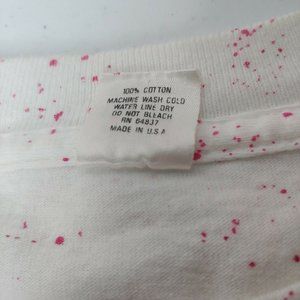 100% COTTON
MACHINE WASH COLD
WATER LINE DRY
DO NOT BLEACH
RN 64837
MADE IN U.S.A